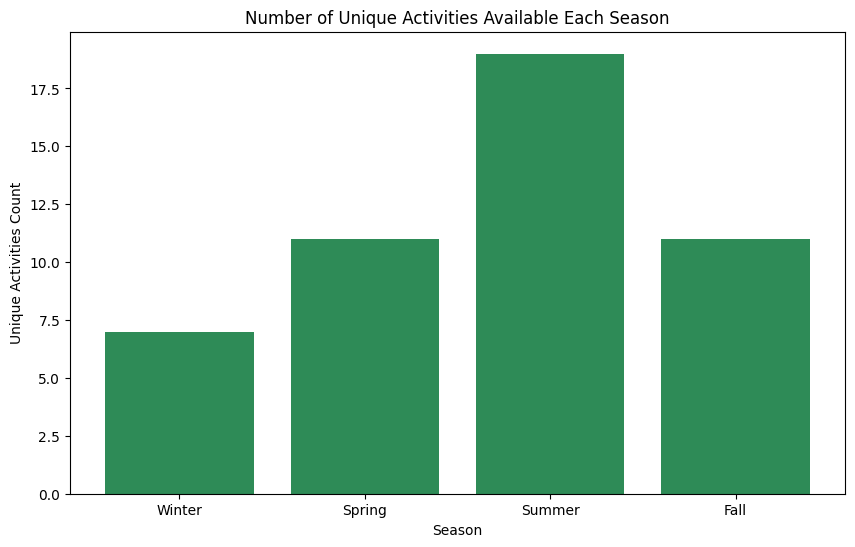 Number of Unique Activities Available Each Season
Unique Activities Count
17.5
15.0
12.5
10.0
7.5
5.0
2.5
0.0
Winter Spring Summer Fall
Season